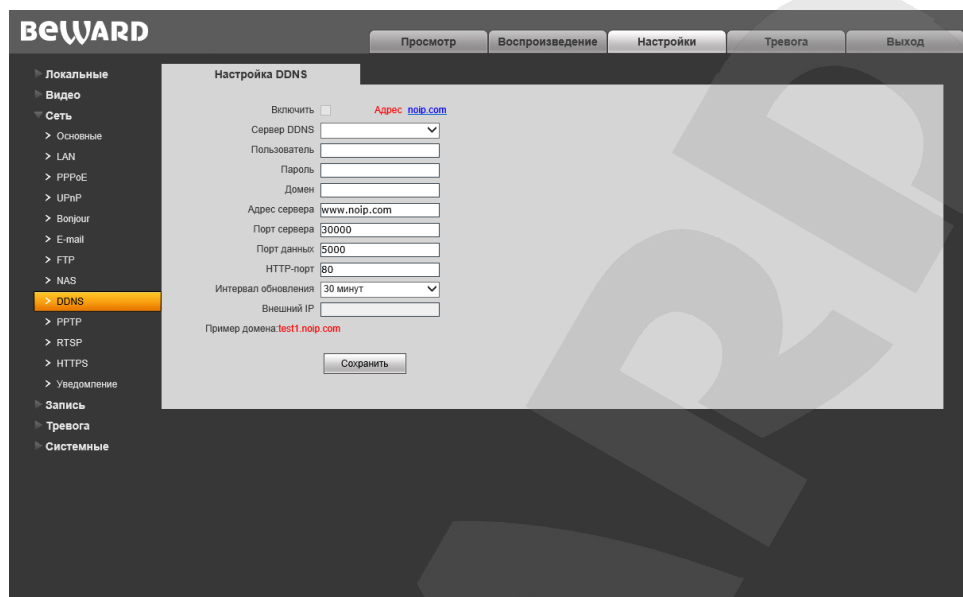 BEWARD
Просмотр
Воспроизведение
Настройки
Тревога
Выход
Локальные
Видео
Сеть
Основные
LAN
PPPoE
UPnP
Bonjour
E-mail
FTP
NAS
DDNS
PPTP
RTSP
HTTPS
Уведомление
Запись
Тревога
Системные
Настройка DDNS
Включить Адрес noip.com
Сервер DDNS
Пользователь
Пароль
Домен
Адрес сервера www.noip.com
Порт сервера 30000
Порт данных 5000
HTTP-порт 80
Интервал обновления 30 минут
Внешний IP
Пример домена:test1.noip.com
Сохранить